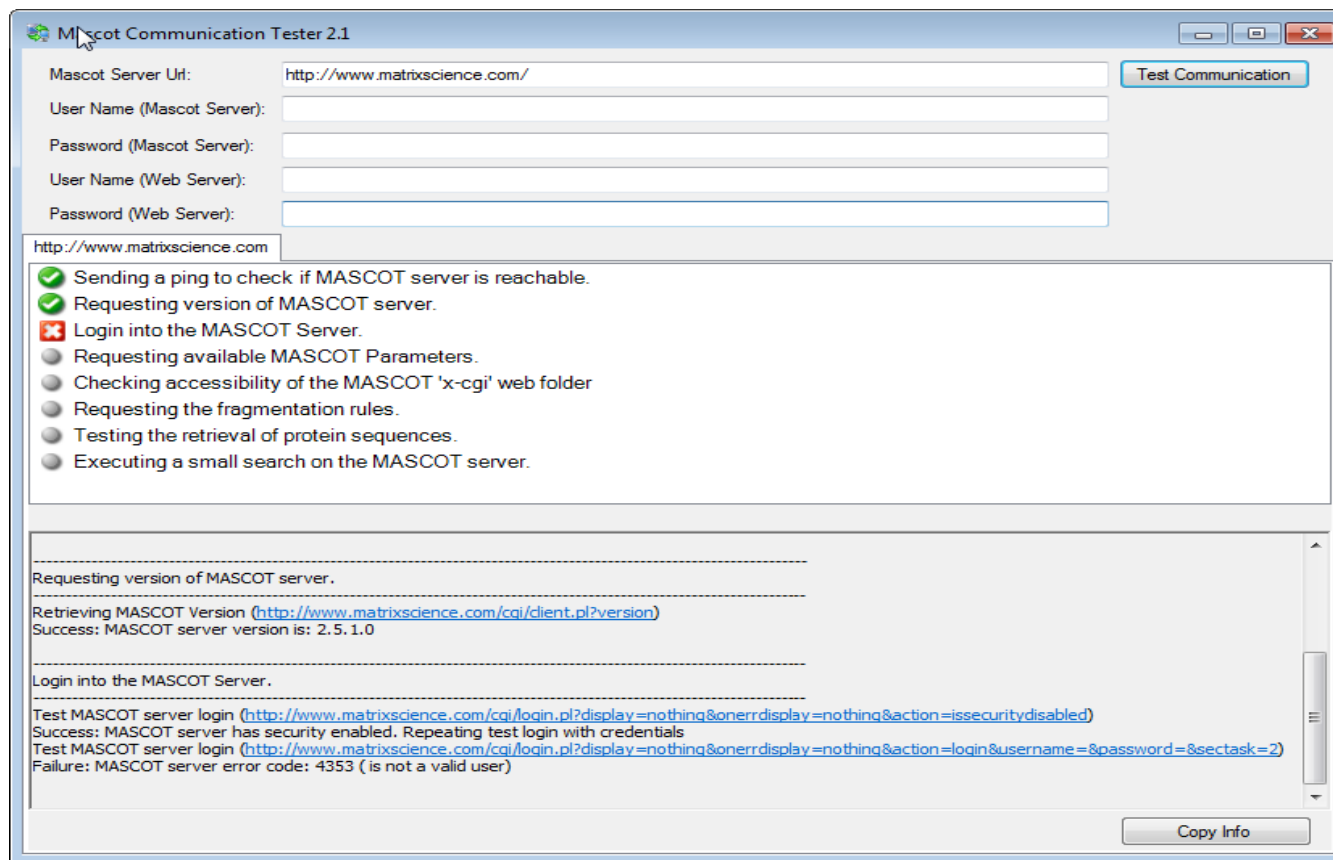 Mascot Communication Tester 2.1
Mascot Server Url: http://www.matrixscience.com/ Test Communication
User Name (Mascot Server):
Password (Mascot Server):
User Name (Web Server):
Password (Web Server):
http://www.matrixscience.com
Sending a ping to check if MASCOT server is reachable.
Requesting version of MASCOT server.
Login into the MASCOT Server.
Requesting available MASCOT Parameters.
Checking accessibility of the MASCOT 'x-cgi' web folder
Requesting the fragmentation rules.
Testing the retrieval of protein sequences.
Executing a small search on the MASCOT server.
Requesting version of MASCOT server.
Retrieving MASCOT Version (http://www.matrixscience.com/cgi/client.pl?version)
Success: MASCOT server version is: 2.5.1.0
Login into the MASCOT Server.
Test MASCOT server login (http://www.matrixscience.com/cgi/login.pl?display=nothing&onerrdisplay=nothing&action=issecuritydisabled)
Success: MASCOT server has security enabled. Repeating test login with credentials
Test MASCOT server login (http://www.matrixscience.com/cgi/login.pl?display=nothing&onerrdisplay=nothing&action=login&username=&password=&sectask=2)
Failure: MASCOT server error code: 4353 ( is not a valid user)
Copy Info